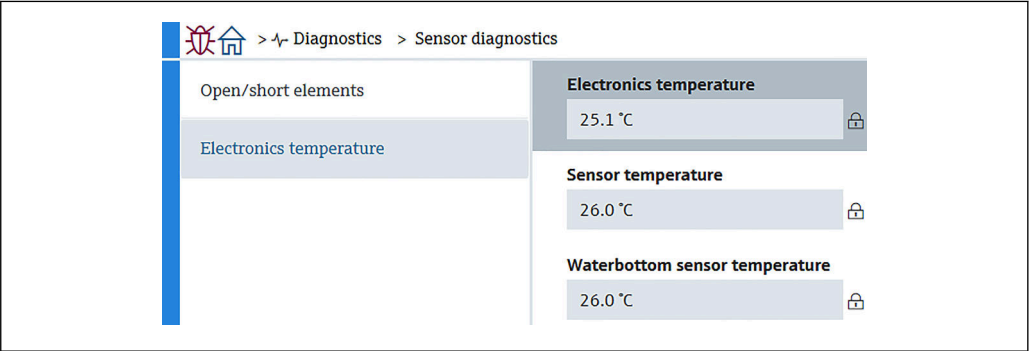 > Diagnostics > Sensor diagnostics
Open/short elements
Electronics temperature
Electronics temperature
25.1 °C
Sensor temperature
26.0 °C
Waterbottom sensor temperature
26.0 °C